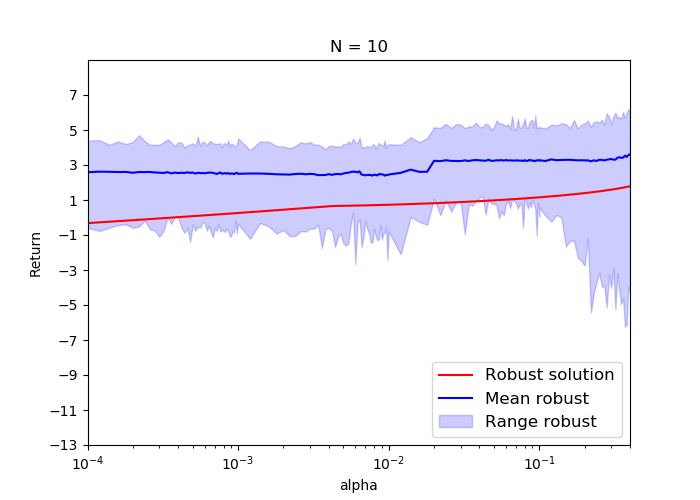 N = 10
7
5
3
1
−1
−3
−5
−7
−9
−11
−13
Return
10⁻⁴
10⁻³
10⁻²
10⁻¹
alpha
Robust solution
Mean robust
Range robust